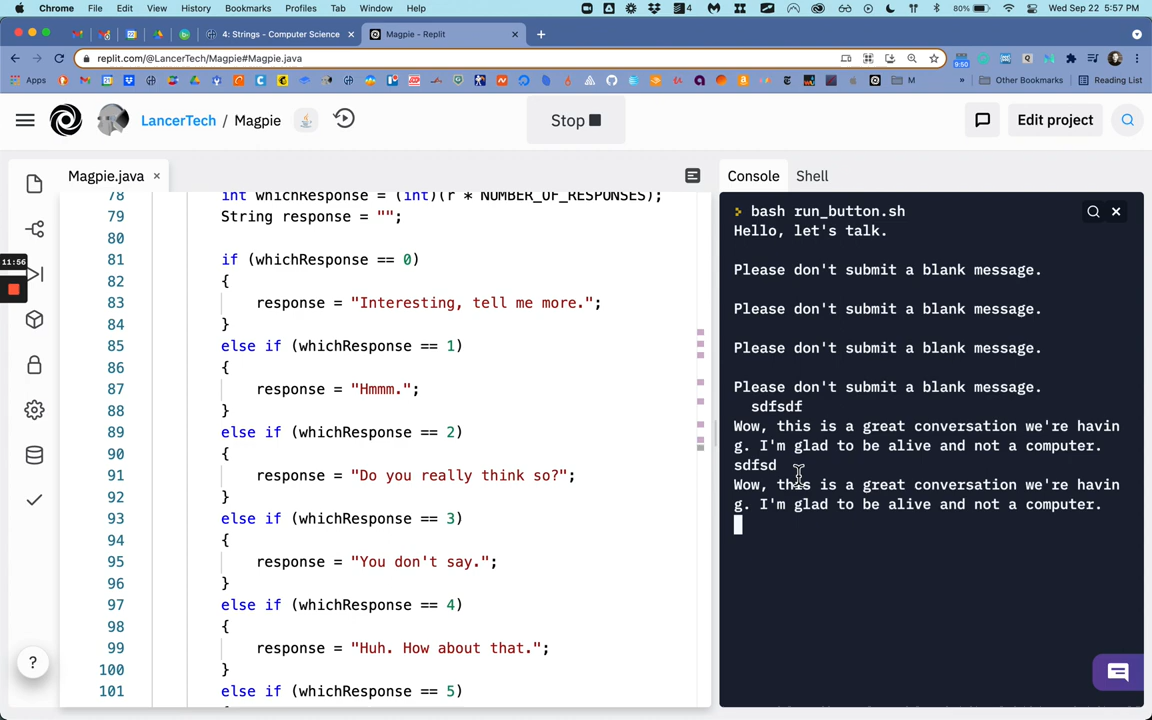 Chrome File Edit View History Bookmarks Profiles Tab Window Help 4 80% Wed Sep 22 5:57 PM
4: Strings - Computer Science × Magpie - Replit × +
replit.com/@LancerTech/Magpie#Magpie.java
Apps M » Other Bookmarks Reading List
9:60
LancerTech / Magpie Stop Edit project
Magpie.java × Console Shell
11:56
78 int whichResponse = (int)(r * NUMBER_OF_RESPONSES);
79 String response = "";
80
81 if (whichResponse == 0)
82 {
83 response = "Interesting, tell me more.";
84 }
85 else if (whichResponse == 1)
86 {
87 response = "Hmmm.";
88 }
89 else if (whichResponse == 2)
90 {
91 response = "Do you really think so?";
92 }
93 else if (whichResponse == 3)
94 {
95 response = "You don't say.";
96 }
97 else if (whichResponse == 4)
98 {
99 response = "Huh. How about that.";
100 }
101 else if (whichResponse == 5)
?
> bash run_button.sh
Hello, let's talk.
Please don't submit a blank message.
Please don't submit a blank message.
Please don't submit a blank message.
Please don't submit a blank message.
sdfsdf
Wow, this is a great conversation we're havin
g. I'm glad to be alive and not a computer.
sdfsd
Wow, this is a great conversation we're havin
g. I'm glad to be alive and not a computer.